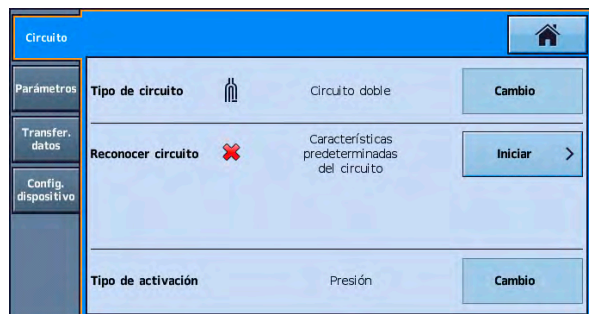 Circuito
Parámetros
Transfer.
datos
Config.
dispositivo
Tipo de circuito
Circuito doble
Cambio
Reconocer circuito
Características
predeterminadas
del circuito
Iniciar
Tipo de activación
Presión
Cambio